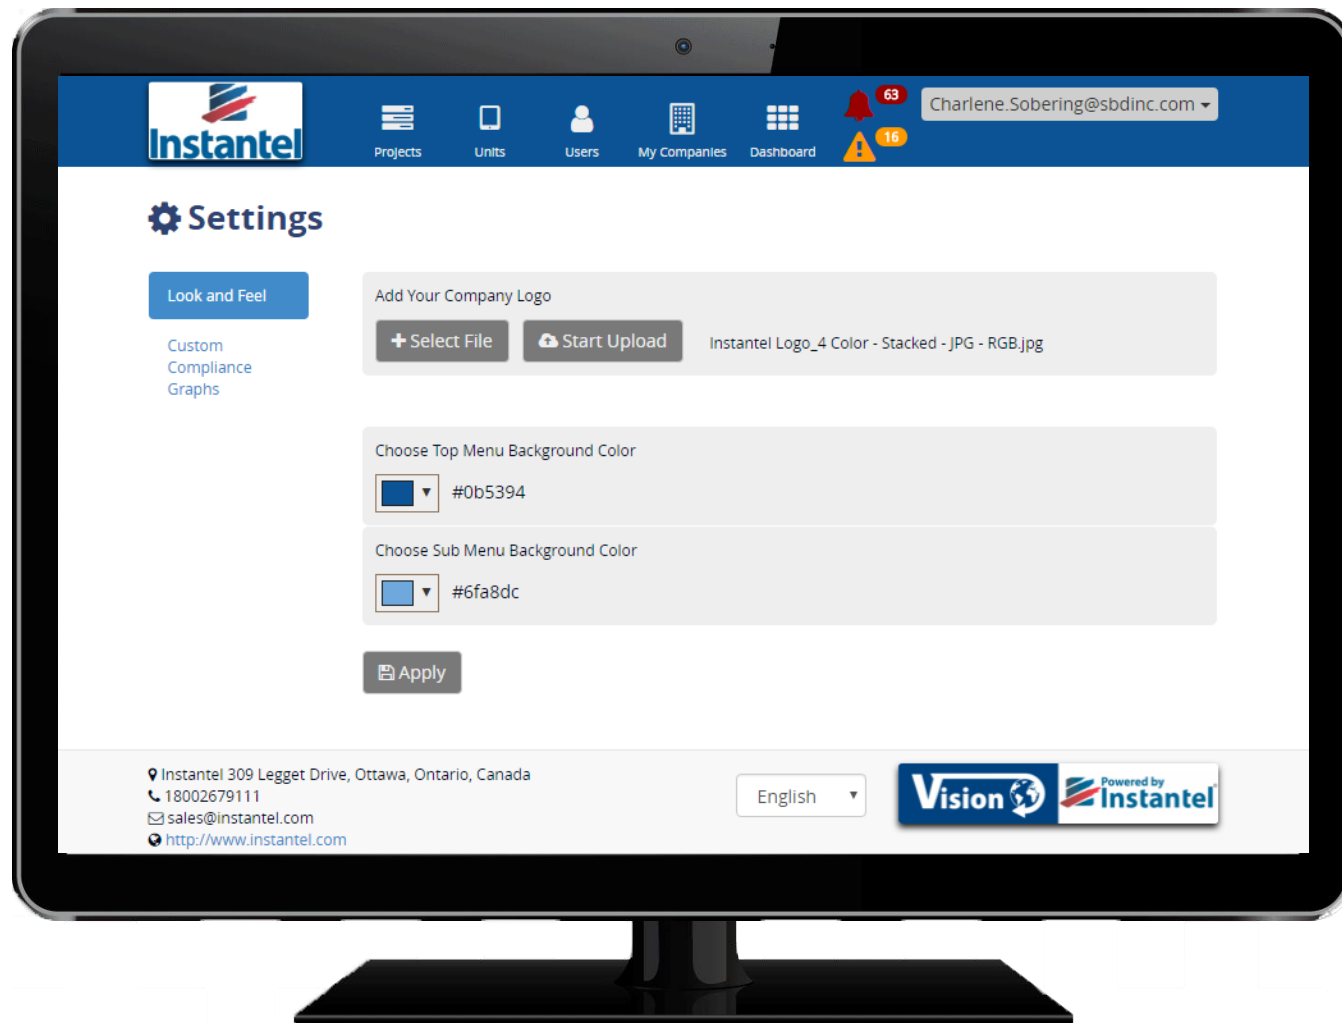 Instantel
Projects
Units
Users
My Companies
Dashboard
63
16
Charlene.Sobering@sbdinc.com
Settings
Look and Feel
Custom
Compliance
Graphs
Add Your Company Logo
Select File
Start Upload
Instantel Logo_4 Color - Stacked - JPG - RGB.jpg
Choose Top Menu Background Color
#0b5394
Choose Sub Menu Background Color
#6fa8dc
Apply
Instantel 309 Legget Drive, Ottawa, Ontario, Canada
18002679111
sales@instantel.com
http://www.instantel.com
English
Vision
Powered by
Instantel